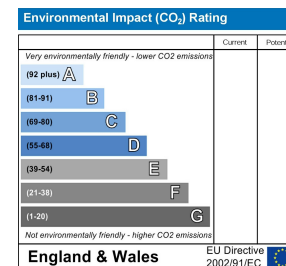 Environmental Impact (CO₂) Rating
Current Potent
Very environmentally friendly - lower CO2 emissions
(92 plus) A
(81-91) B
(69-80) C
(55-68) D
(39-54) E
(21-38) F
(1-20) G
Not environmentally friendly - higher CO2 emissions
England & Wales
EU Directive
2002/91/EC